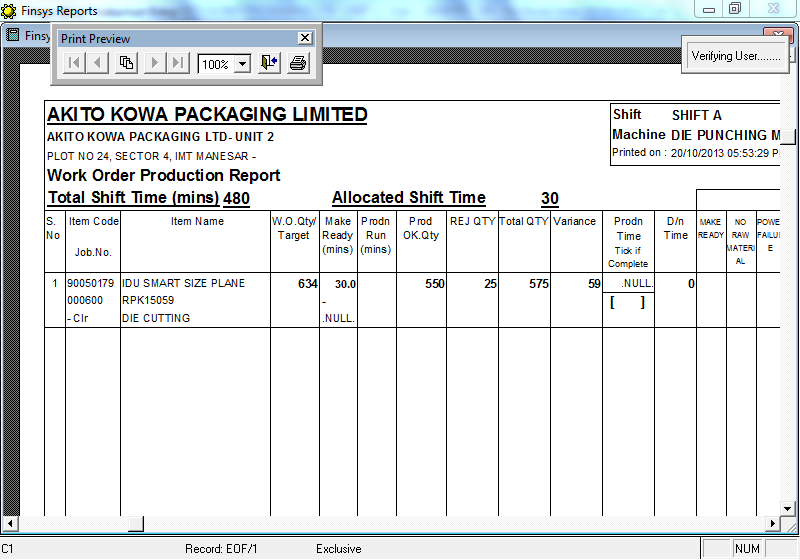 Finsys Reports
Finsy
Print Preview
100%
Verifying User........
AKITO KOWA PACKAGING LIMITED
AKITO KOWA PACKAGING LTD- UNIT 2
PLOT NO 24, SECTOR 4, IMT MANESAR -
Work Order Production Report
Shift SHIFT A
Machine DIE PUNCHING M
Printed on : 20/10/2013 05:53:29 P
Total Shift Time (mins) 480 Allocated Shift Time 30
S. No Item Code Job.No. Item Name W.O.Qty/ Target Make Ready (mins) Prodn Run (mins) Prod OK.Qty REJ QTY Total QTY Variance Prodn Time Tick if Complete D/n Time MAKE READY NO RAW MATERI AL POWE FAILU E
1 90050179 IDU SMART SIZE PLANE 634 30.0 550 25 575 59 .NULL. 0
000600 RPK15059 - [ ]
- Clr DIE CUTTING .NULL.
C1 Record: EOF/1 Exclusive NUM